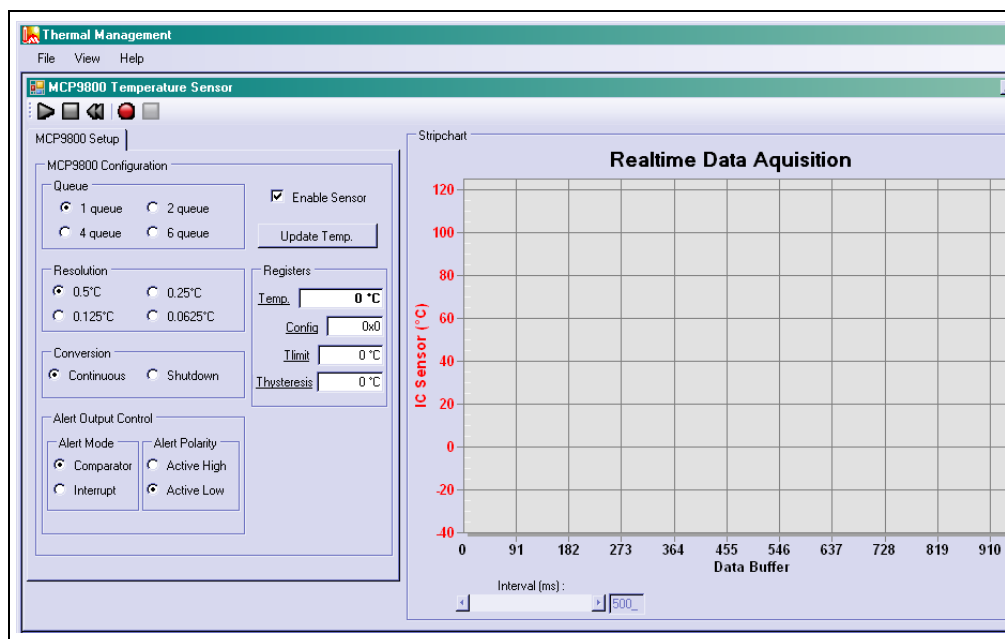 Thermal Management
File View Help
MCP9800 Temperature Sensor
MCP9800 Setup
MCP9800 Configuration
Queue
1 queue 2 queue
4 queue 6 queue
Enable Sensor
Update Temp.
Resolution
0.5°C 0.25°C
0.125°C 0.0625°C
Registers
Temp. 0 °C
Config 0x0
Tlimit 0 °C
Thysteresis 0 °C
Conversion
Continuous Shutdown
Alert Output Control
Alert Mode
Comparator
Interrupt
Alert Polarity
Active High
Active Low
Stripchart
Realtime Data Aquisition
IC Sensor (°C)
120
100
80
60
40
20
0
-20
-40
0 91 182 273 364 455 546 637 728 819 910
Data Buffer
Interval (ms) :
500_